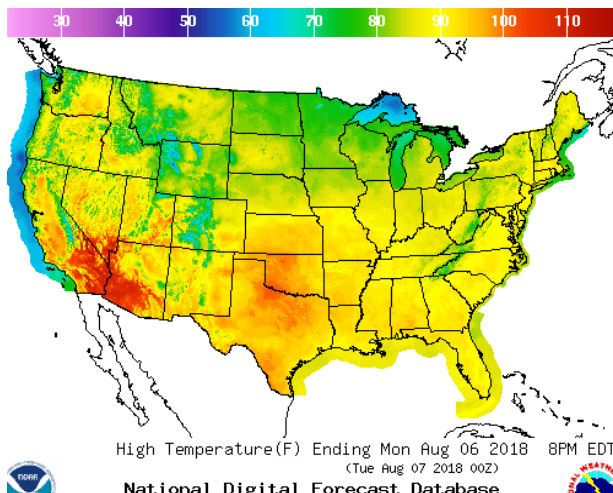 30 40 50 60 70 80 90 100 110
High Temperature(F) Ending Mon Aug 06 2018 8PM EDT
(Tue Aug 07 2018 00Z)
National Digital Forecast Database
NOAA